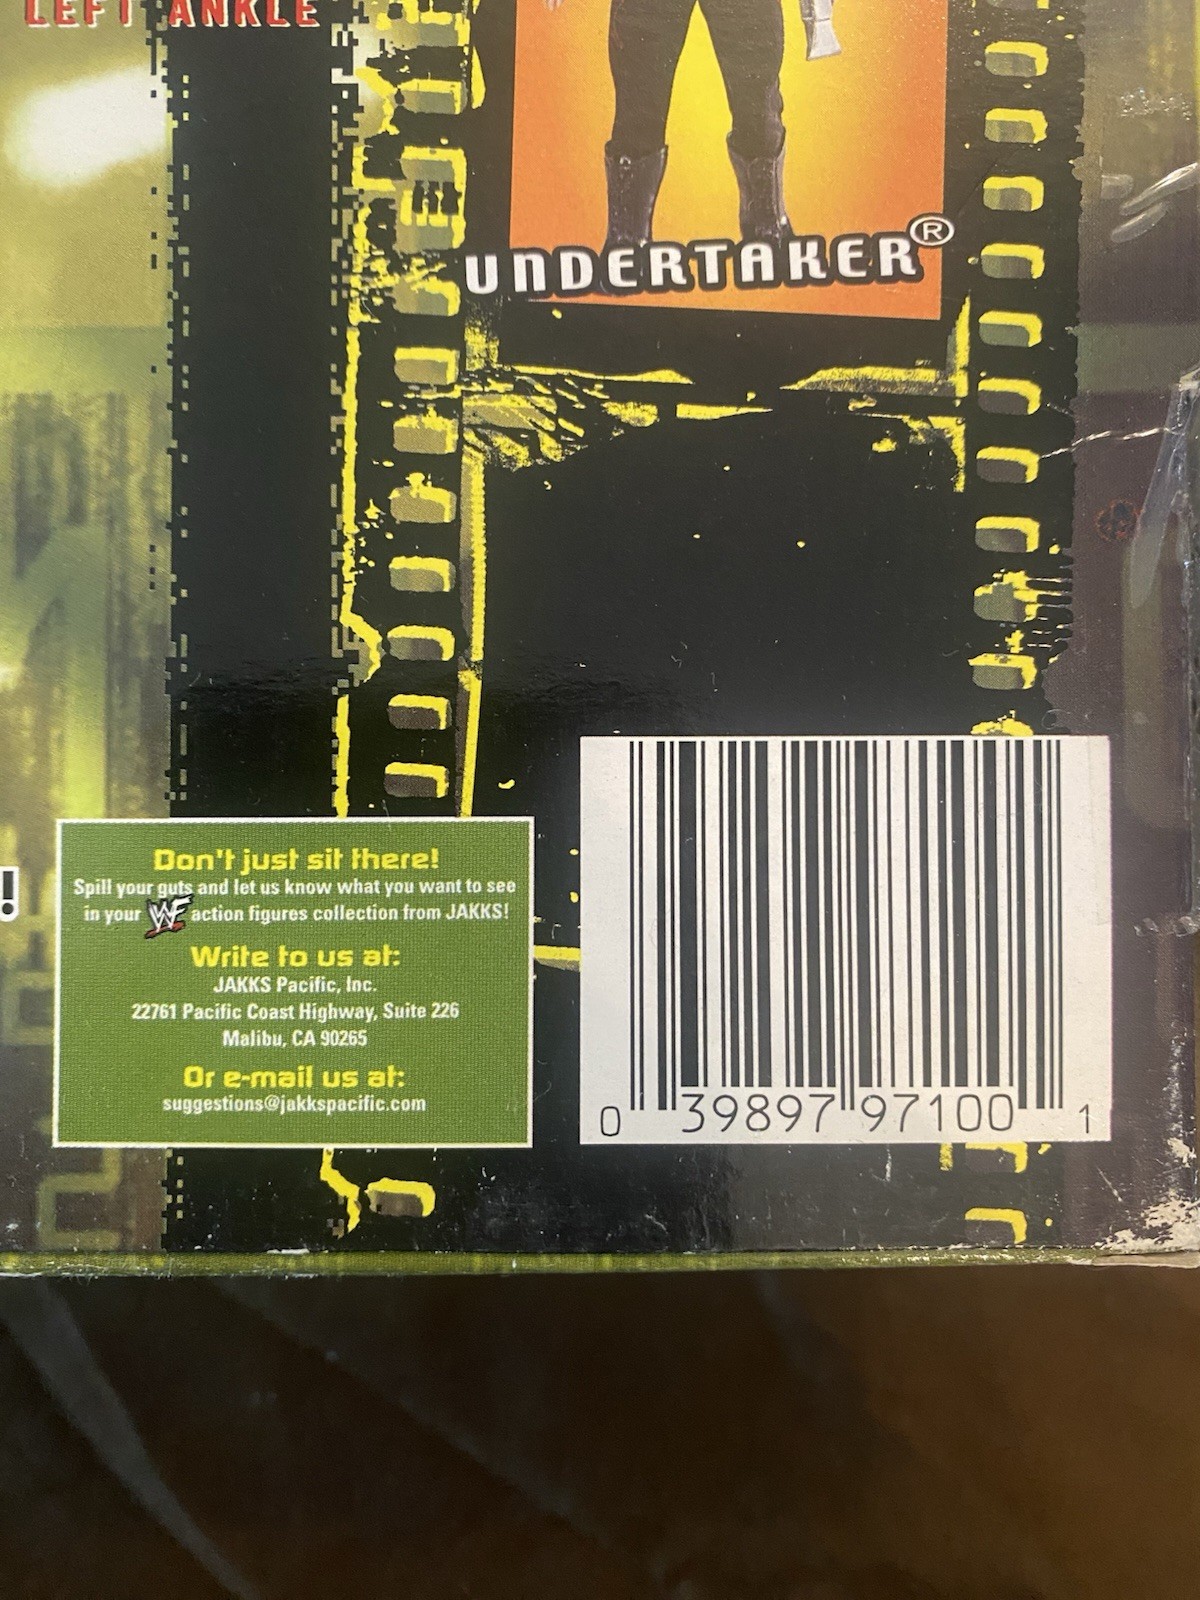 LEFT ANKLE
UNDERTAKER®
!
Don't just sit there!
Spill your guts and let us know what you want to see
in your WF action figures collection from JAKKS!
Write to us at:
JAKKS Pacific, Inc.
22761 Pacific Coast Highway, Suite 226
Malibu, CA 90265
Or e-mail us at:
suggestions@jakkspacific.com
0 39897 97100 1